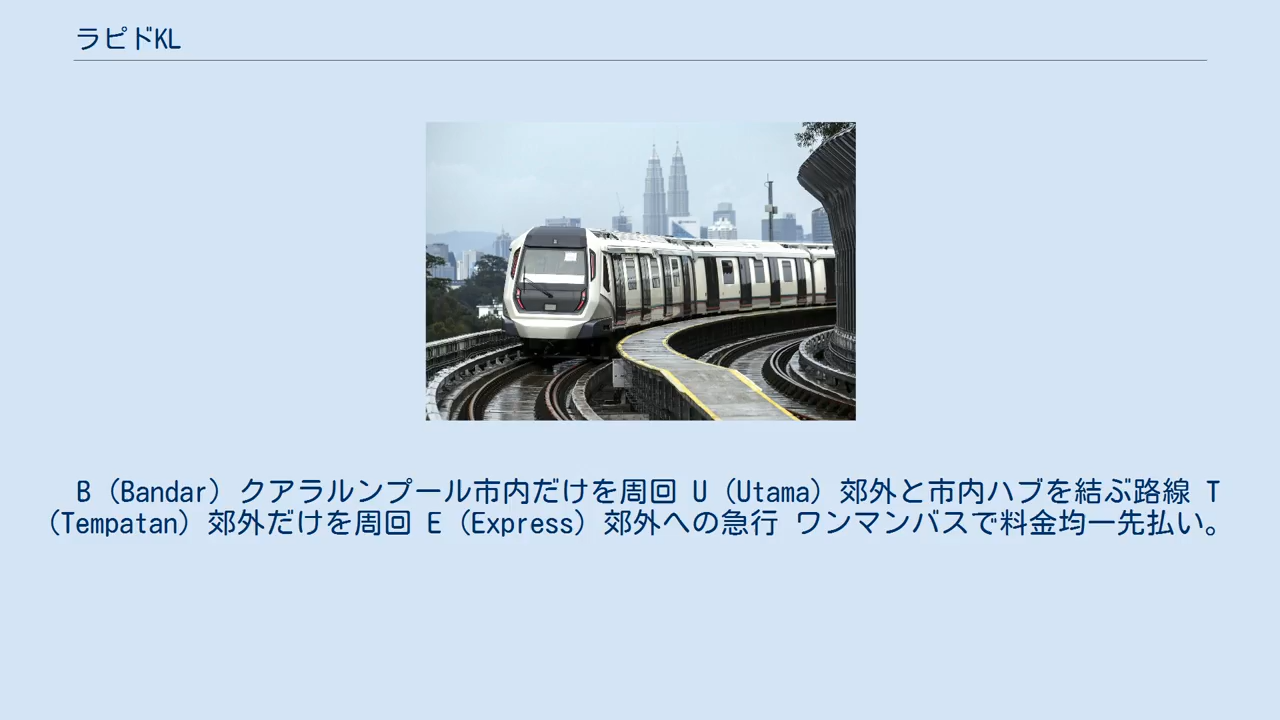 ラピドKL
B（Bandar）クアラルンプール市内だけを周回 U（Utama）郊外と市内ハブを結ぶ路線 T
（Tempatan）郊外だけを周回 E（Express）郊外への急行 ワンマンバスで料金均一先払い。